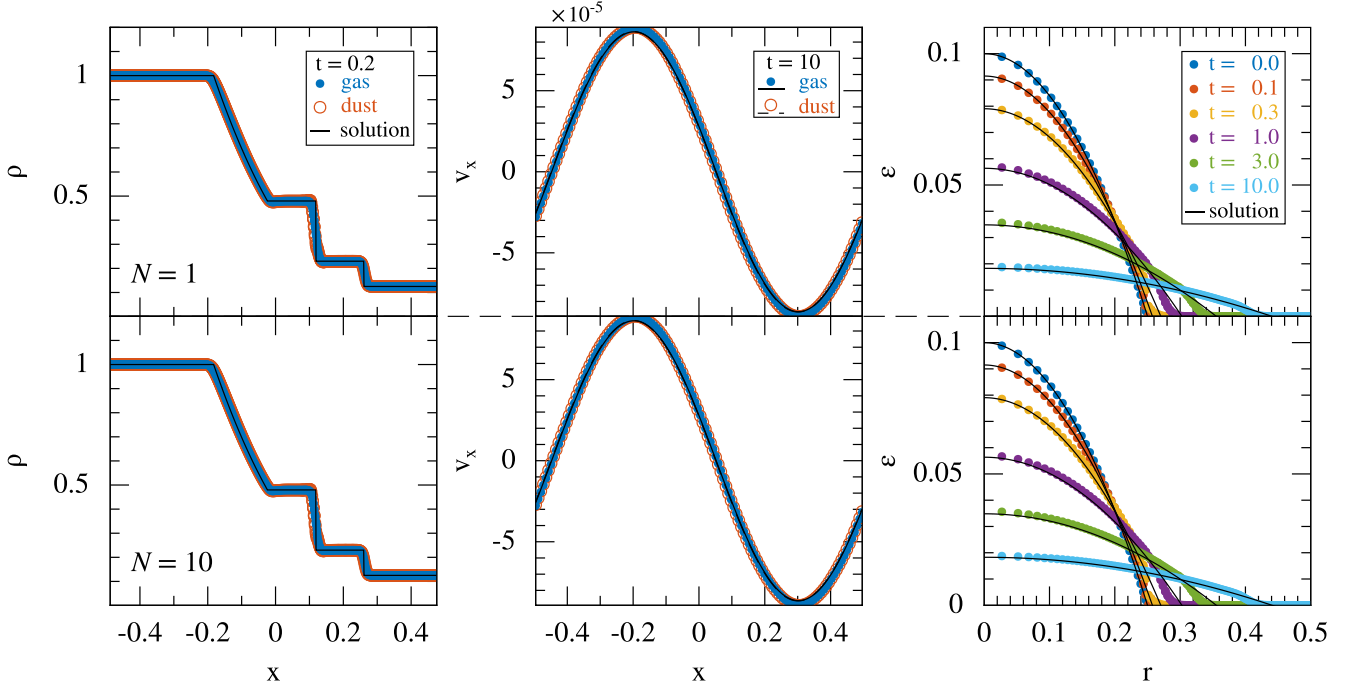 ×10⁻⁵
1
0.5
ρ
t = 0.2
gas
dust
solution
N = 1
5
0
-5
vₓ
t = 10
gas
dust
0.1
0.05
ε
t = 0.0
t = 0.1
t = 0.3
t = 1.0
t = 3.0
t = 10.0
solution
1
0.5
ρ
N = 10
-0.4 -0.2 0 0.2 0.4
x
5
0
-5
vₓ
-0.4 -0.2 0 0.2 0.4
x
0.1
0.05
0
ε
0 0.1 0.2 0.3 0.4 0.5
r